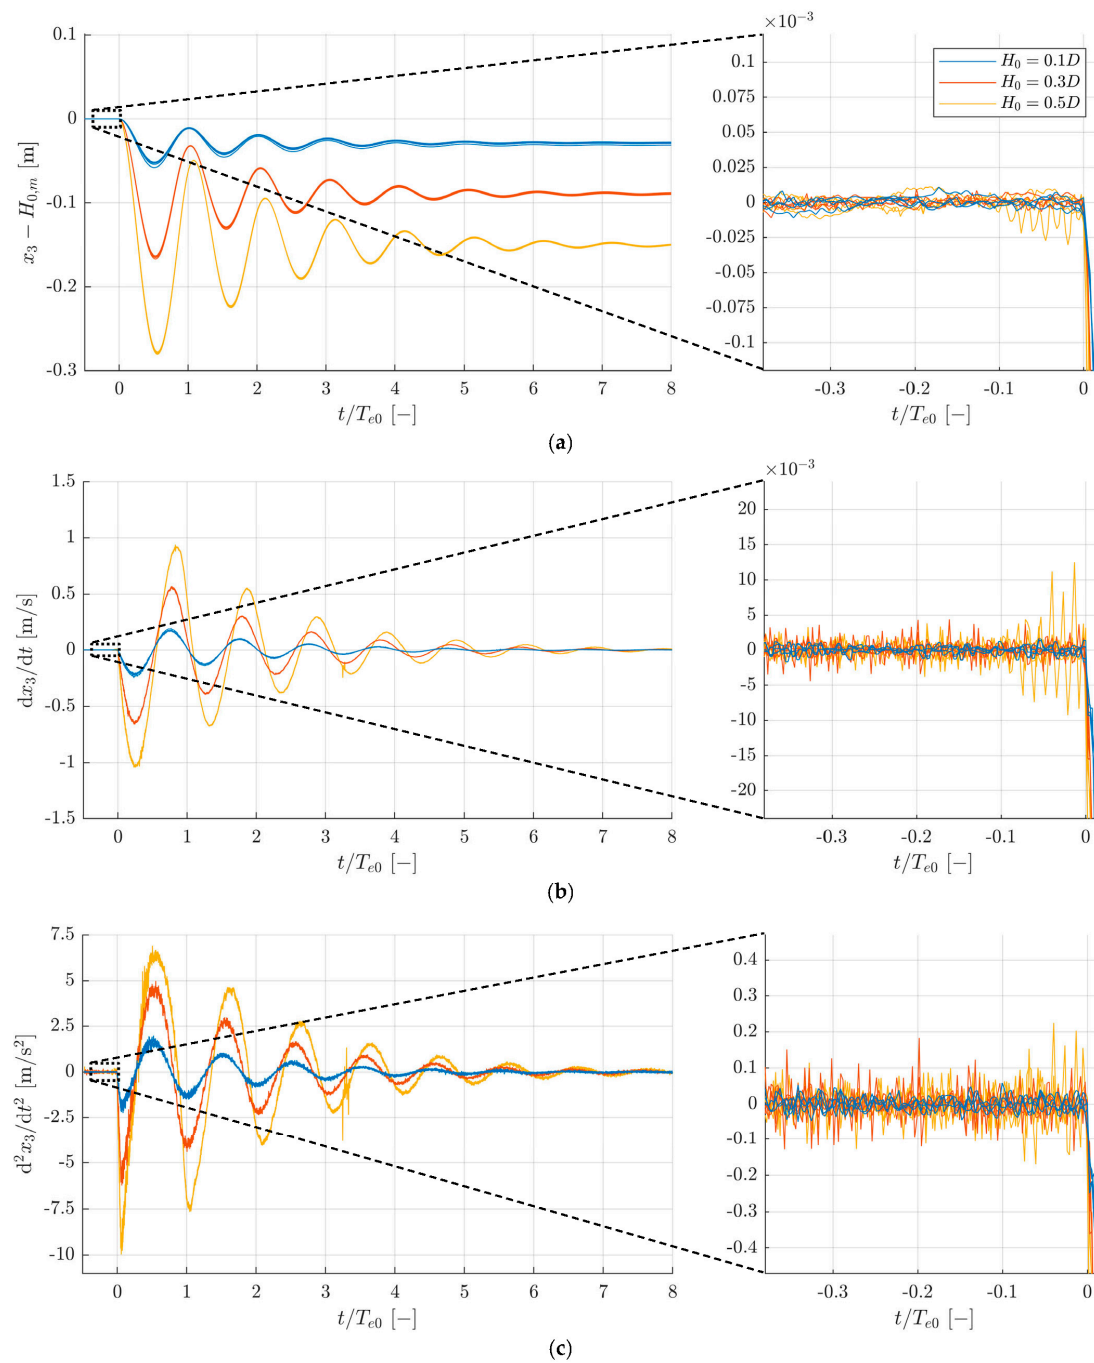 ×10⁻³
0.1
0
-0.1
-0.2
-0.3
x₃ − H₀,ₘ [m]
0 1 2 3 4 5 6 7 8
t/Tₑ₀ [−]
0.1
0.075
0.05
0.025
0
-0.025
-0.05
-0.075
-0.1
H₀ = 0.1D
H₀ = 0.3D
H₀ = 0.5D
-0.3 -0.2 -0.1 0
t/Tₑ₀ [−]
(a)
×10⁻³
1.5
1
0.5
0
-0.5
-1
-1.5
dx₃/dt [m/s]
0 1 2 3 4 5 6 7 8
t/Tₑ₀ [−]
20
15
10
5
0
-5
-10
-15
-20
-0.3 -0.2 -0.1 0
t/Tₑ₀ [−]
(b)
7.5
5
2.5
0
-2.5
-5
-7.5
-10
d²x₃/dt² [m/s²]
0 1 2 3 4 5 6 7 8
t/Tₑ₀ [−]
0.4
0.3
0.2
0.1
0
-0.1
-0.2
-0.3
-0.4
-0.3 -0.2 -0.1 0
t/Tₑ₀ [−]
(c)